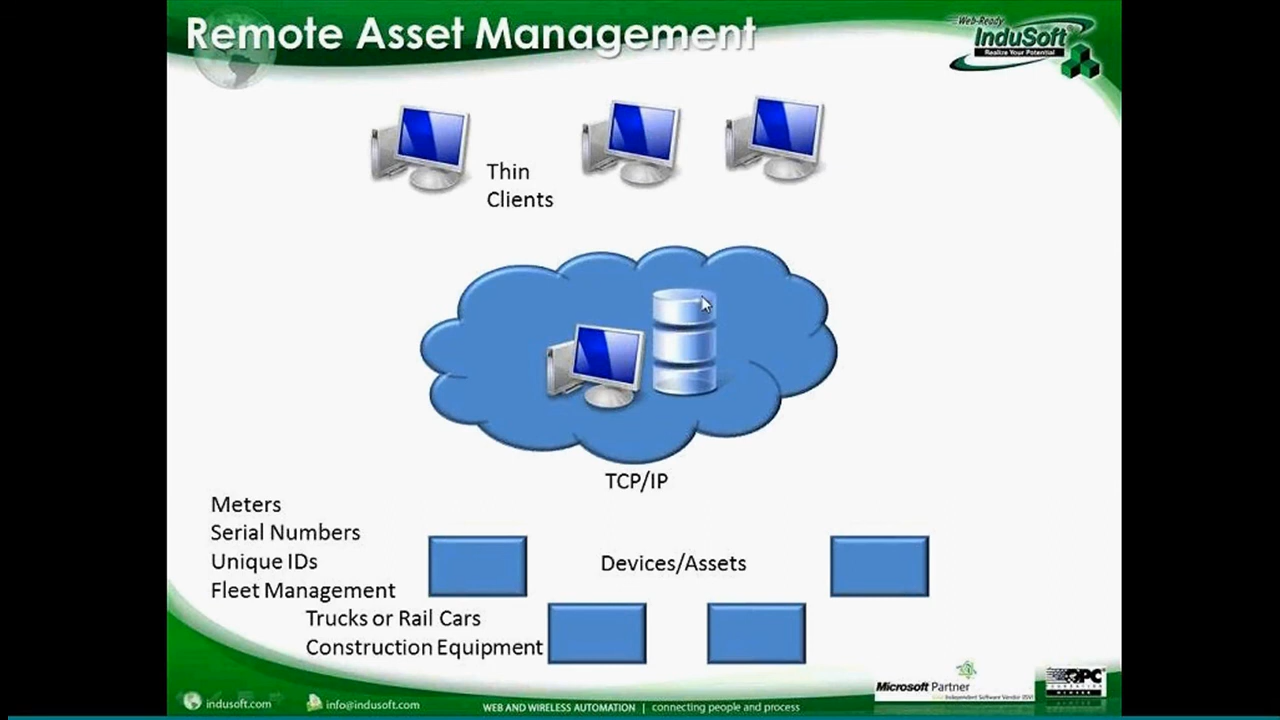 Remote Asset Management
Web-Ready
InduSoft
Realize Your Potential
Thin
Clients
TCP/IP
Meters
Serial Numbers
Unique IDs
Fleet Management
Devices/Assets
Trucks or Rail Cars
Construction Equipment
Microsoft Partner
Independent Software Vendor (ISV)
OPC
FOUNDATION
MEMBER
indusoft.com
info@indusoft.com
WEB AND WIRELESS AUTOMATION | connecting people and process